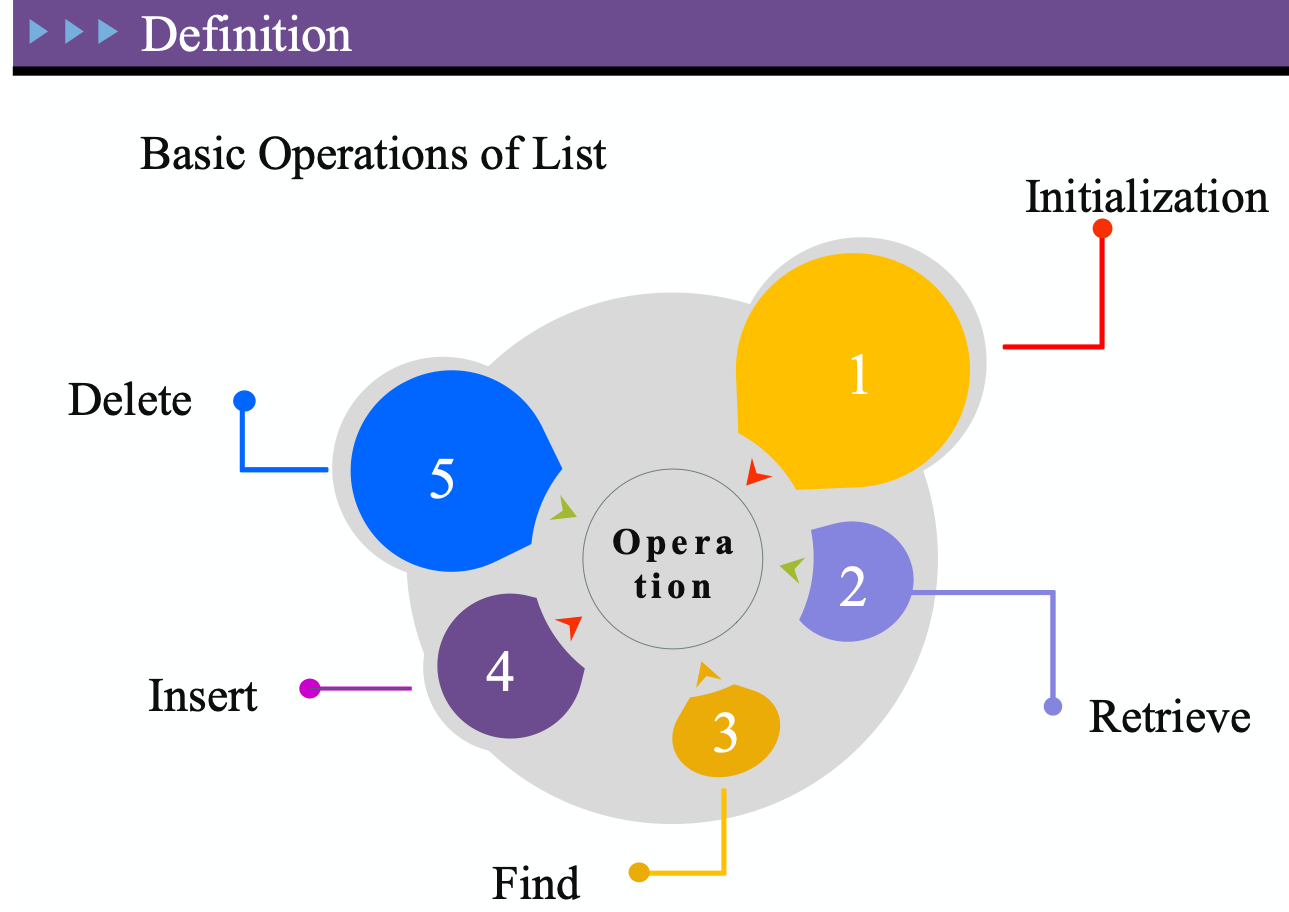 Definition
Basic Operations of List
Initialization
1
Delete
5
Opera
tion
2
4
Insert
3
Retrieve
Find